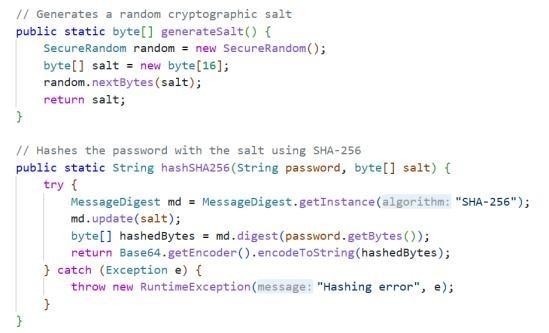 // Generates a random cryptographic salt
public static byte[] generateSalt() {
    SecureRandom random = new SecureRandom();
    byte[] salt = new byte[16];
    random.nextBytes(salt);
    return salt;
}

// Hashes the password with the salt using SHA-256
public static String hashSHA256(String password, byte[] salt) {
    try {
        MessageDigest md = MessageDigest.getInstance( algorithm: "SHA-256");
        md.update(salt);
        byte[] hashedBytes = md.digest(password.getBytes());
        return Base64.getEncoder().encodeToString(hashedBytes);
    } catch (Exception e) {
        throw new RuntimeException( message: "Hashing error", e);
    }
}